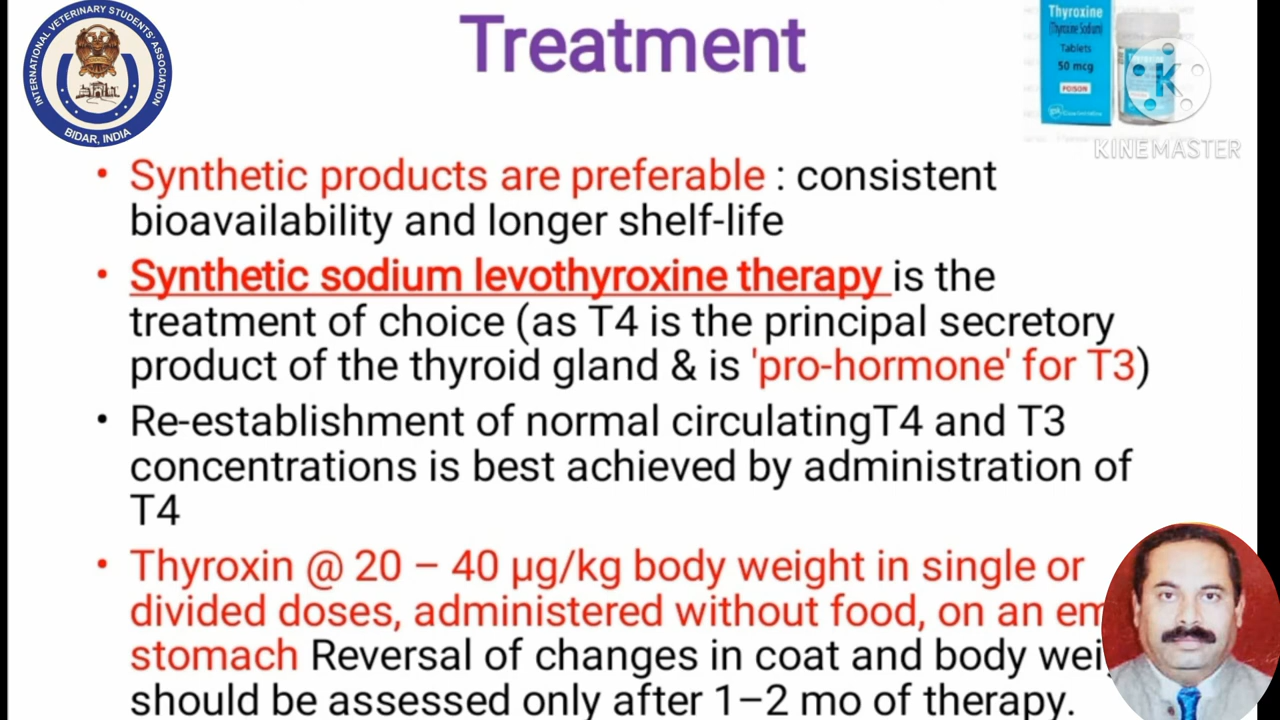 Treatment
INTERNATIONAL VETERINARY STUDENTS' ASSOCIATION
BIDAR, INDIA
Thyroxine
(Thyroxine Sodium)
Tablets
50 mcg
POISON
K
KINEMASTER
• Synthetic products are preferable : consistent
bioavailability and longer shelf-life
• Synthetic sodium levothyroxine therapy is the
treatment of choice (as T4 is the principal secretory
product of the thyroid gland & is 'pro-hormone' for T3)
• Re-establishment of normal circulatingT4 and T3
concentrations is best achieved by administration of
T4
• Thyroxin @ 20 – 40 µg/kg body weight in single or
divided doses, administered without food, on an em
stomach Reversal of changes in coat and body wei
should be assessed only after 1–2 mo of therapy.